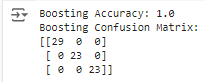 Boosting Accuracy: 1.0
Boosting Confusion Matrix:
[[29  0  0]
 [ 0 23  0]
 [ 0  0 23]]